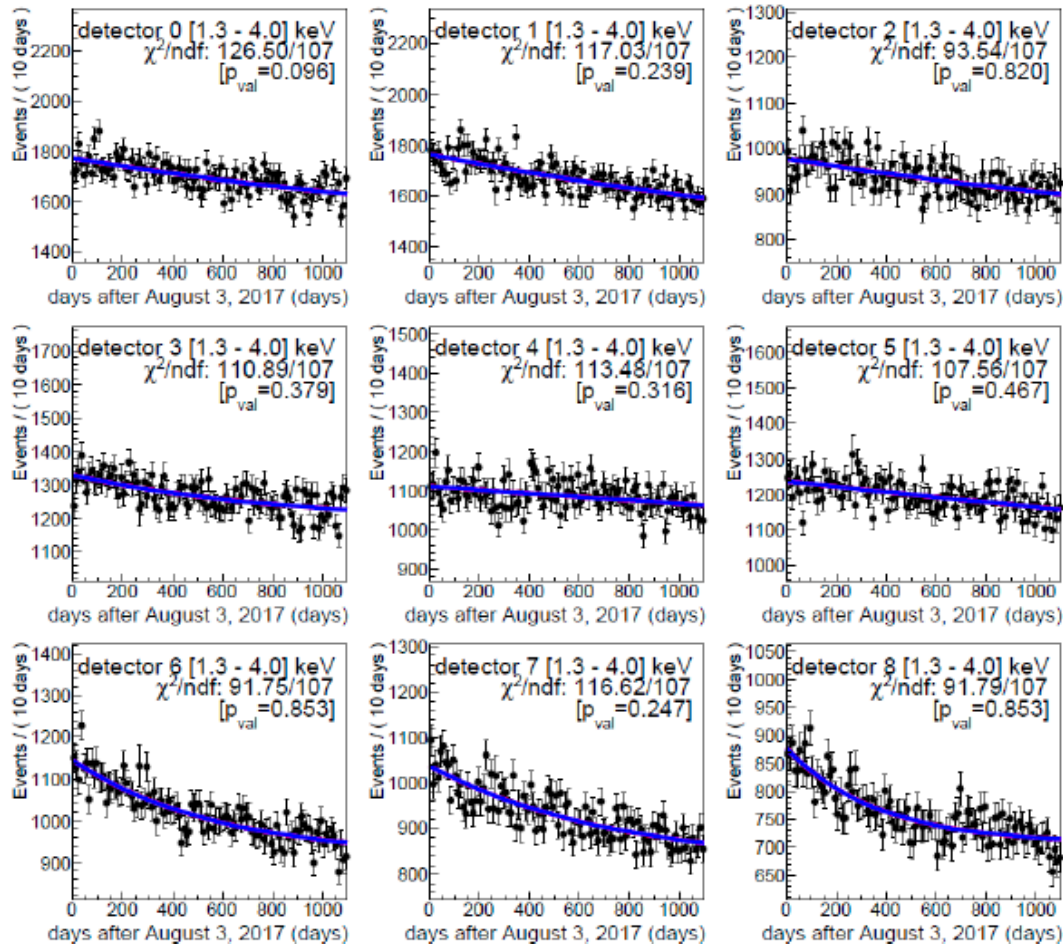 detector 0 [1.3 - 4.0] keV
χ²/ndf: 126.50/107
[p_val=0.096]
Events / ( 10 days )
2200
2000
1800
1600
1400
0 200 400 600 800 1000
days after August 3, 2017 (days)
detector 1 [1.3 - 4.0] keV
χ²/ndf: 117.03/107
[p_val=0.239]
Events / ( 10 days )
2200
2000
1800
1600
1400
0 200 400 600 800 1000
days after August 3, 2017 (days)
detector 2 [1.3 - 4.0] keV
χ²/ndf: 93.54/107
[p_val=0.820]
Events / ( 10 days )
1300
1200
1100
1000
900
800
0 200 400 600 800 1000
days after August 3, 2017 (days)
detector 3 [1.3 - 4.0] keV
χ²/ndf: 110.89/107
[p_val=0.379]
Events / ( 10 days )
1700
1600
1500
1400
1300
1200
1100
0 200 400 600 800 1000
days after August 3, 2017 (days)
detector 4 [1.3 - 4.0] keV
χ²/ndf: 113.48/107
[p_val=0.316]
Events / ( 10 days )
1500
1400
1300
1200
1100
1000
900
0 200 400 600 800 1000
days after August 3, 2017 (days)
detector 5 [1.3 - 4.0] keV
χ²/ndf: 107.56/107
[p_val=0.467]
Events / ( 10 days )
1600
1500
1400
1300
1200
1100
1000
0 200 400 600 800 1000
days after August 3, 2017 (days)
detector 6 [1.3 - 4.0] keV
χ²/ndf: 91.75/107
[p_val=0.853]
Events / ( 10 days )
1400
1300
1200
1100
1000
900
0 200 400 600 800 1000
days after August 3, 2017 (days)
detector 7 [1.3 - 4.0] keV
χ²/ndf: 116.62/107
[p_val=0.247]
Events / ( 10 days )
1300
1200
1100
1000
900
800
0 200 400 600 800 1000
days after August 3, 2017 (days)
detector 8 [1.3 - 4.0] keV
χ²/ndf: 91.79/107
[p_val=0.853]
Events / ( 10 days )
1050
1000
950
900
850
800
750
700
650
0 200 400 600 800 1000
days after August 3, 2017 (days)